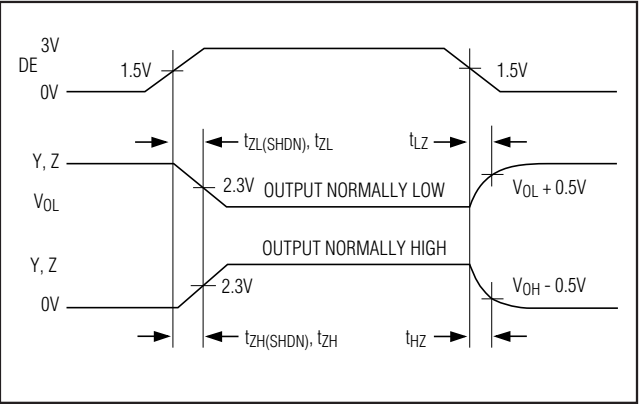 3V
DE
1.5V
1.5V
0V
tZL(SHDN), tZL
tLZ
Y, Z
2.3V
OUTPUT NORMALLY LOW
VOL + 0.5V
VOL
OUTPUT NORMALLY HIGH
Y, Z
2.3V
VOH - 0.5V
0V
tZH(SHDN), tZH
tHZ